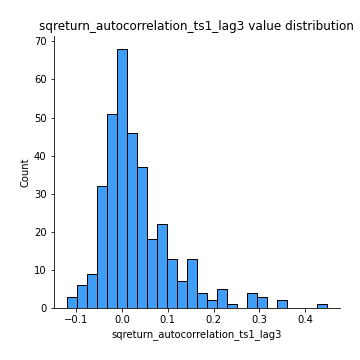 sqreturn_autocorrelation_ts1_lag3 value distribution
70
60
50
40
30
20
10
0
Count
−0.1 0.0 0.1 0.2 0.3 0.4
sqreturn_autocorrelation_ts1_lag3